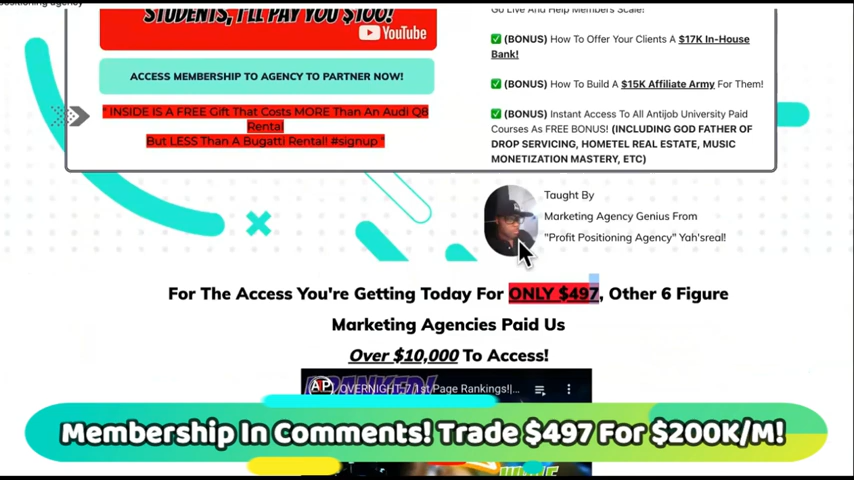 positioning agency
STUDENTS, I'LL PAY YOU $100!
YouTube
ACCESS MEMBERSHIP TO AGENCY TO PARTNER NOW!
" INSIDE IS A FREE Gift That Costs MORE Than An Audi Q8
Rental
But LESS Than A Bugatti Rental! #signup "
Go Live And Help Members Scale!
✅ (BONUS) How To Offer Your Clients A $17K In-House
Bank!
✅ (BONUS) How To Build A $15K Affiliate Army For Them!
✅ (BONUS) Instant Access To All Antijob University Paid
Courses As FREE BONUS! (INCLUDING GOD FATHER OF
DROP SERVICING, HOMETEL REAL ESTATE, MUSIC
MONETIZATION MASTERY, ETC)
Taught By
Marketing Agency Genius From
"Profit Positioning Agency" Yah'sreal!
For The Access You're Getting Today For ONLY $497, Other 6 Figure
Marketing Agencies Paid Us
Over $10,000 To Access!
OVERNIGHT, 7 1st Page Rankings!|...
RANKED!
Membership In Comments! Trade $497 For $200K/M!